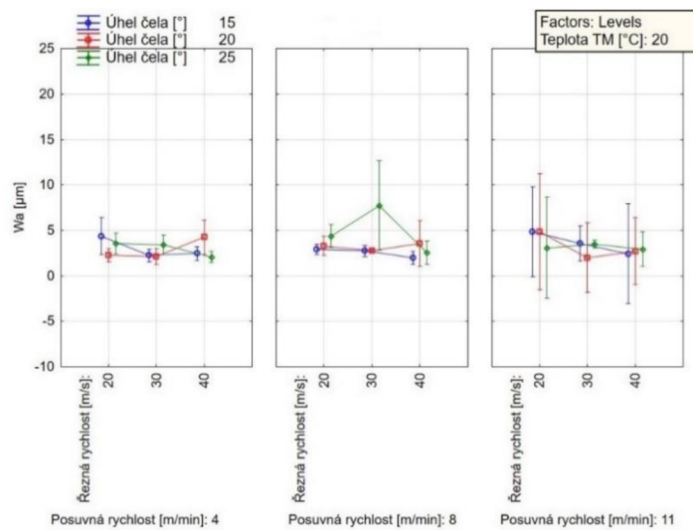 Úhel čela [°] 15
Úhel čela [°] 20
Úhel čela [°] 25
Factors: Levels
Teplota TM [°C]: 20
Wa [µm]
25
20
15
10
5
0
-5
-10
Řezná rychlost [m/s]: 20 30 40
Řezná rychlost [m/s]: 20 30 40
Řezná rychlost [m/s]: 20 30 40
Posuvná rychlost [m/min]: 4 Posuvná rychlost [m/min]: 8 Posuvná rychlost [m/min]: 11